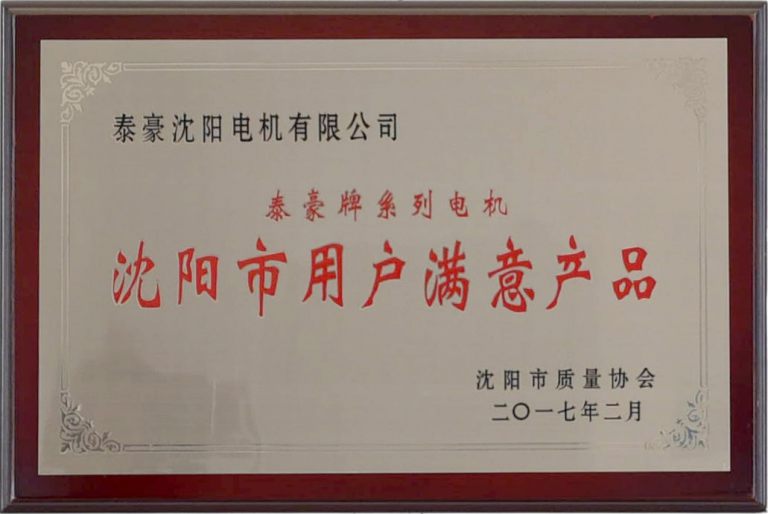 泰豪沈阳电机有限公司
泰豪牌系列电机
沈阳市用户满意产品
沈阳市质量协会
二〇一七年二月